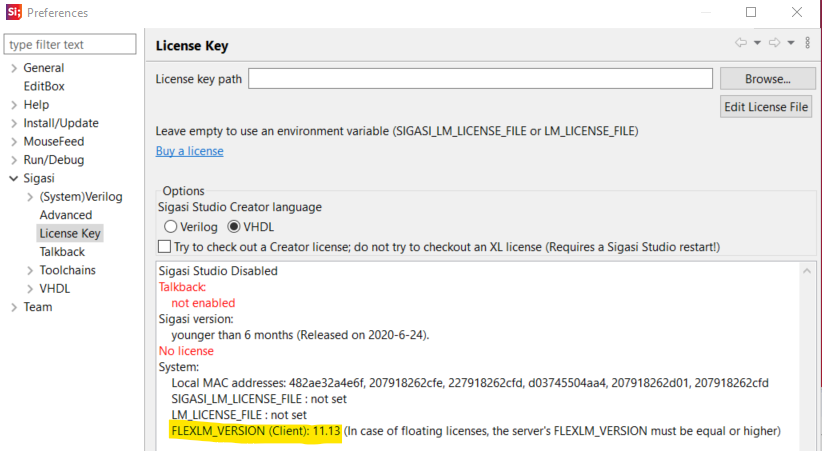 Si; Preferences
type filter text
General
EditBox
Help
Install/Update
MouseFeed
Run/Debug
Sigasi
(System)Verilog
Advanced
License Key
Talkback
Toolchains
VHDL
Team
License Key
License key path
Browse...
Edit License File
Leave empty to use an environment variable (SIGASI_LM_LICENSE_FILE or LM_LICENSE_FILE)
Buy a license
Options
Sigasi Studio Creator language
Verilog VHDL
Try to check out a Creator license; do not try to checkout an XL license (Requires a Sigasi Studio restart!)
Sigasi Studio Disabled
Talkback:
not enabled
Sigasi version:
younger than 6 months (Released on 2020-6-24).
No license
System:
Local MAC addresses: 482ae32a4e6f, 207918262cfe, 227918262cfd, d03745504aa4, 207918262d01, 207918262cfd
SIGASI_LM_LICENSE_FILE : not set
LM_LICENSE_FILE : not set
FLEXLM_VERSION (Client): 11.13 (In case of floating licenses, the server's FLEXLM_VERSION must be equal or higher)